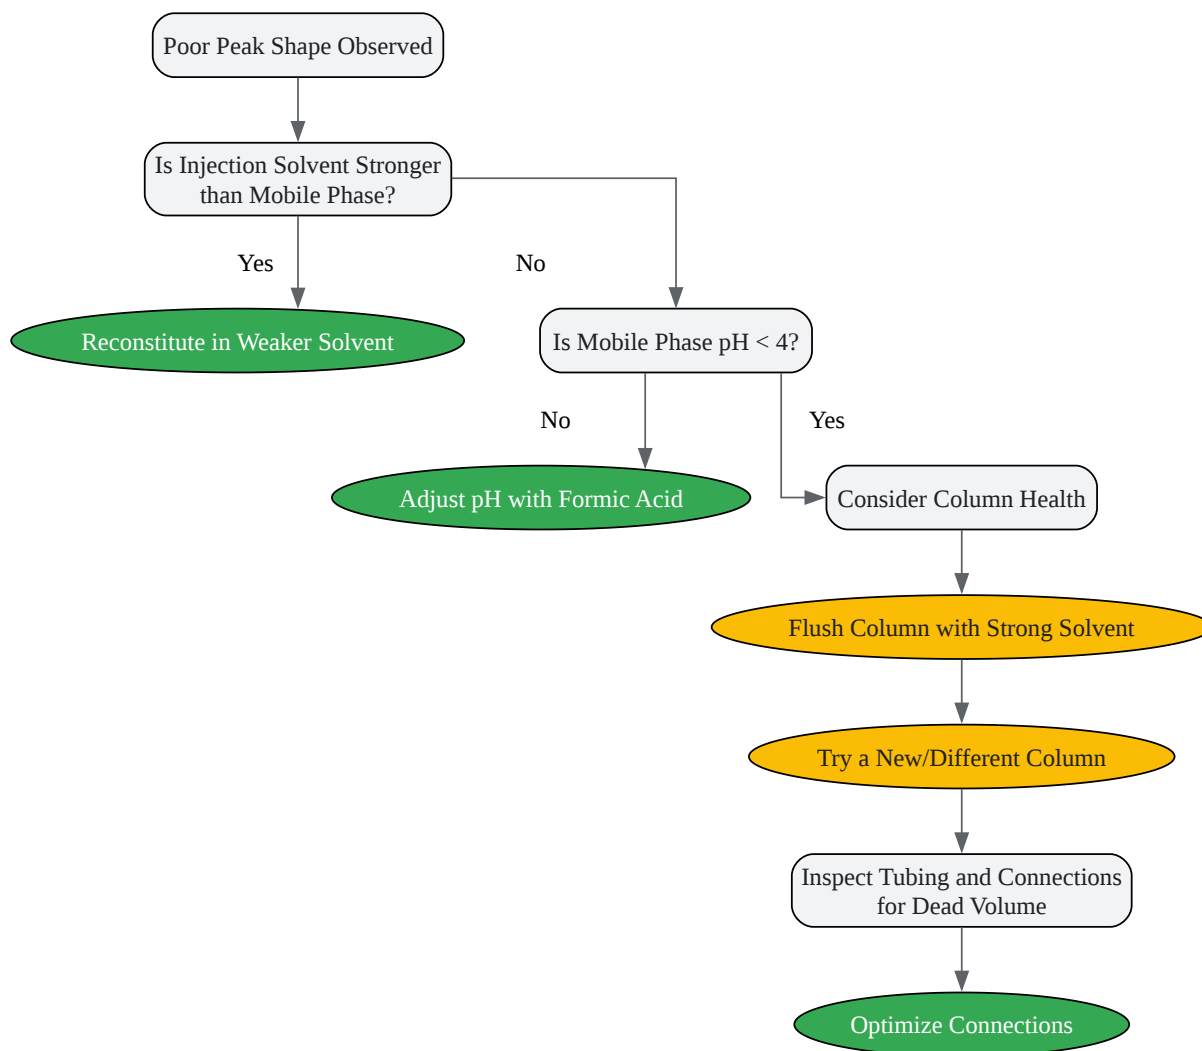 Poor Peak Shape Observed
Is Injection Solvent Stronger
than Mobile Phase?
Yes
No
Reconstitute in Weaker Solvent
Is Mobile Phase pH < 4?
No
Yes
Adjust pH with Formic Acid
Consider Column Health
Flush Column with Strong Solvent
Try a New/Different Column
Inspect Tubing and Connections
for Dead Volume
Optimize Connections